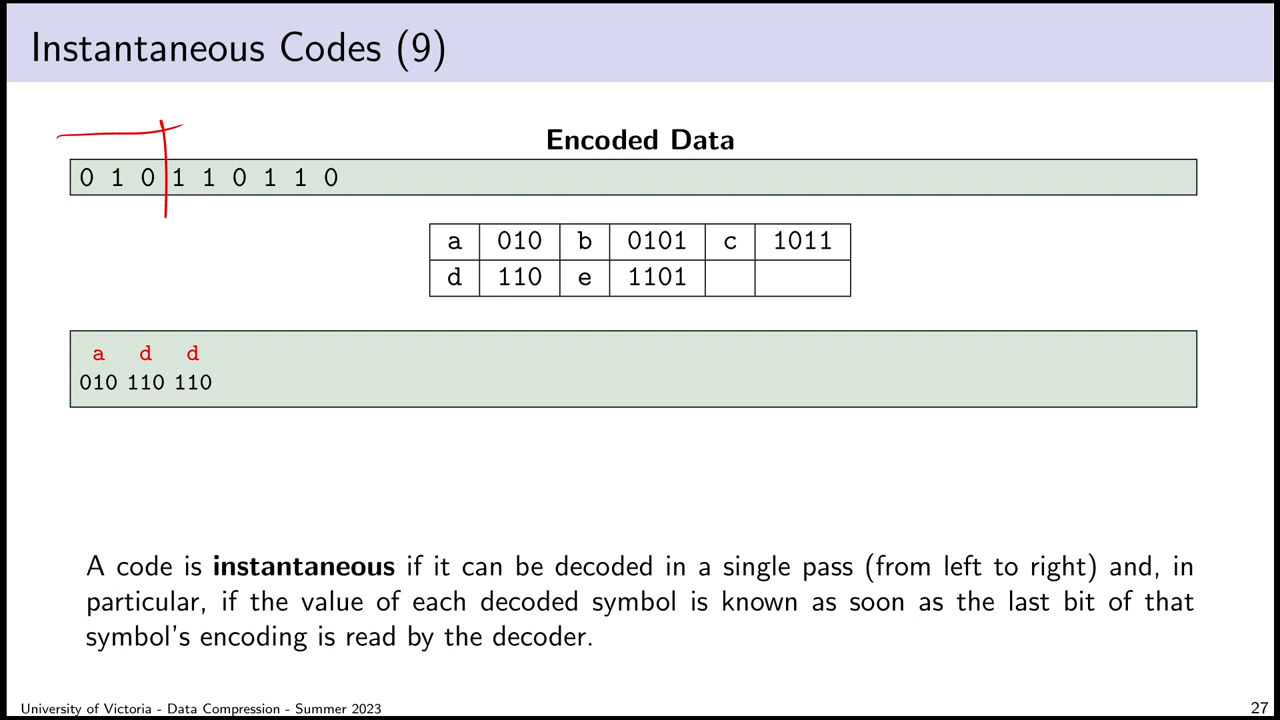 Instantaneous Codes (9)
Encoded Data
0 1 0 1 1 0 1 1 0
a 010 b 0101 c 1011
d 110 e 1101
a d d
010 110 110
A code is instantaneous if it can be decoded in a single pass (from left to right) and, in
particular, if the value of each decoded symbol is known as soon as the last bit of that
symbol's encoding is read by the decoder.
University of Victoria - Data Compression - Summer 2023 27